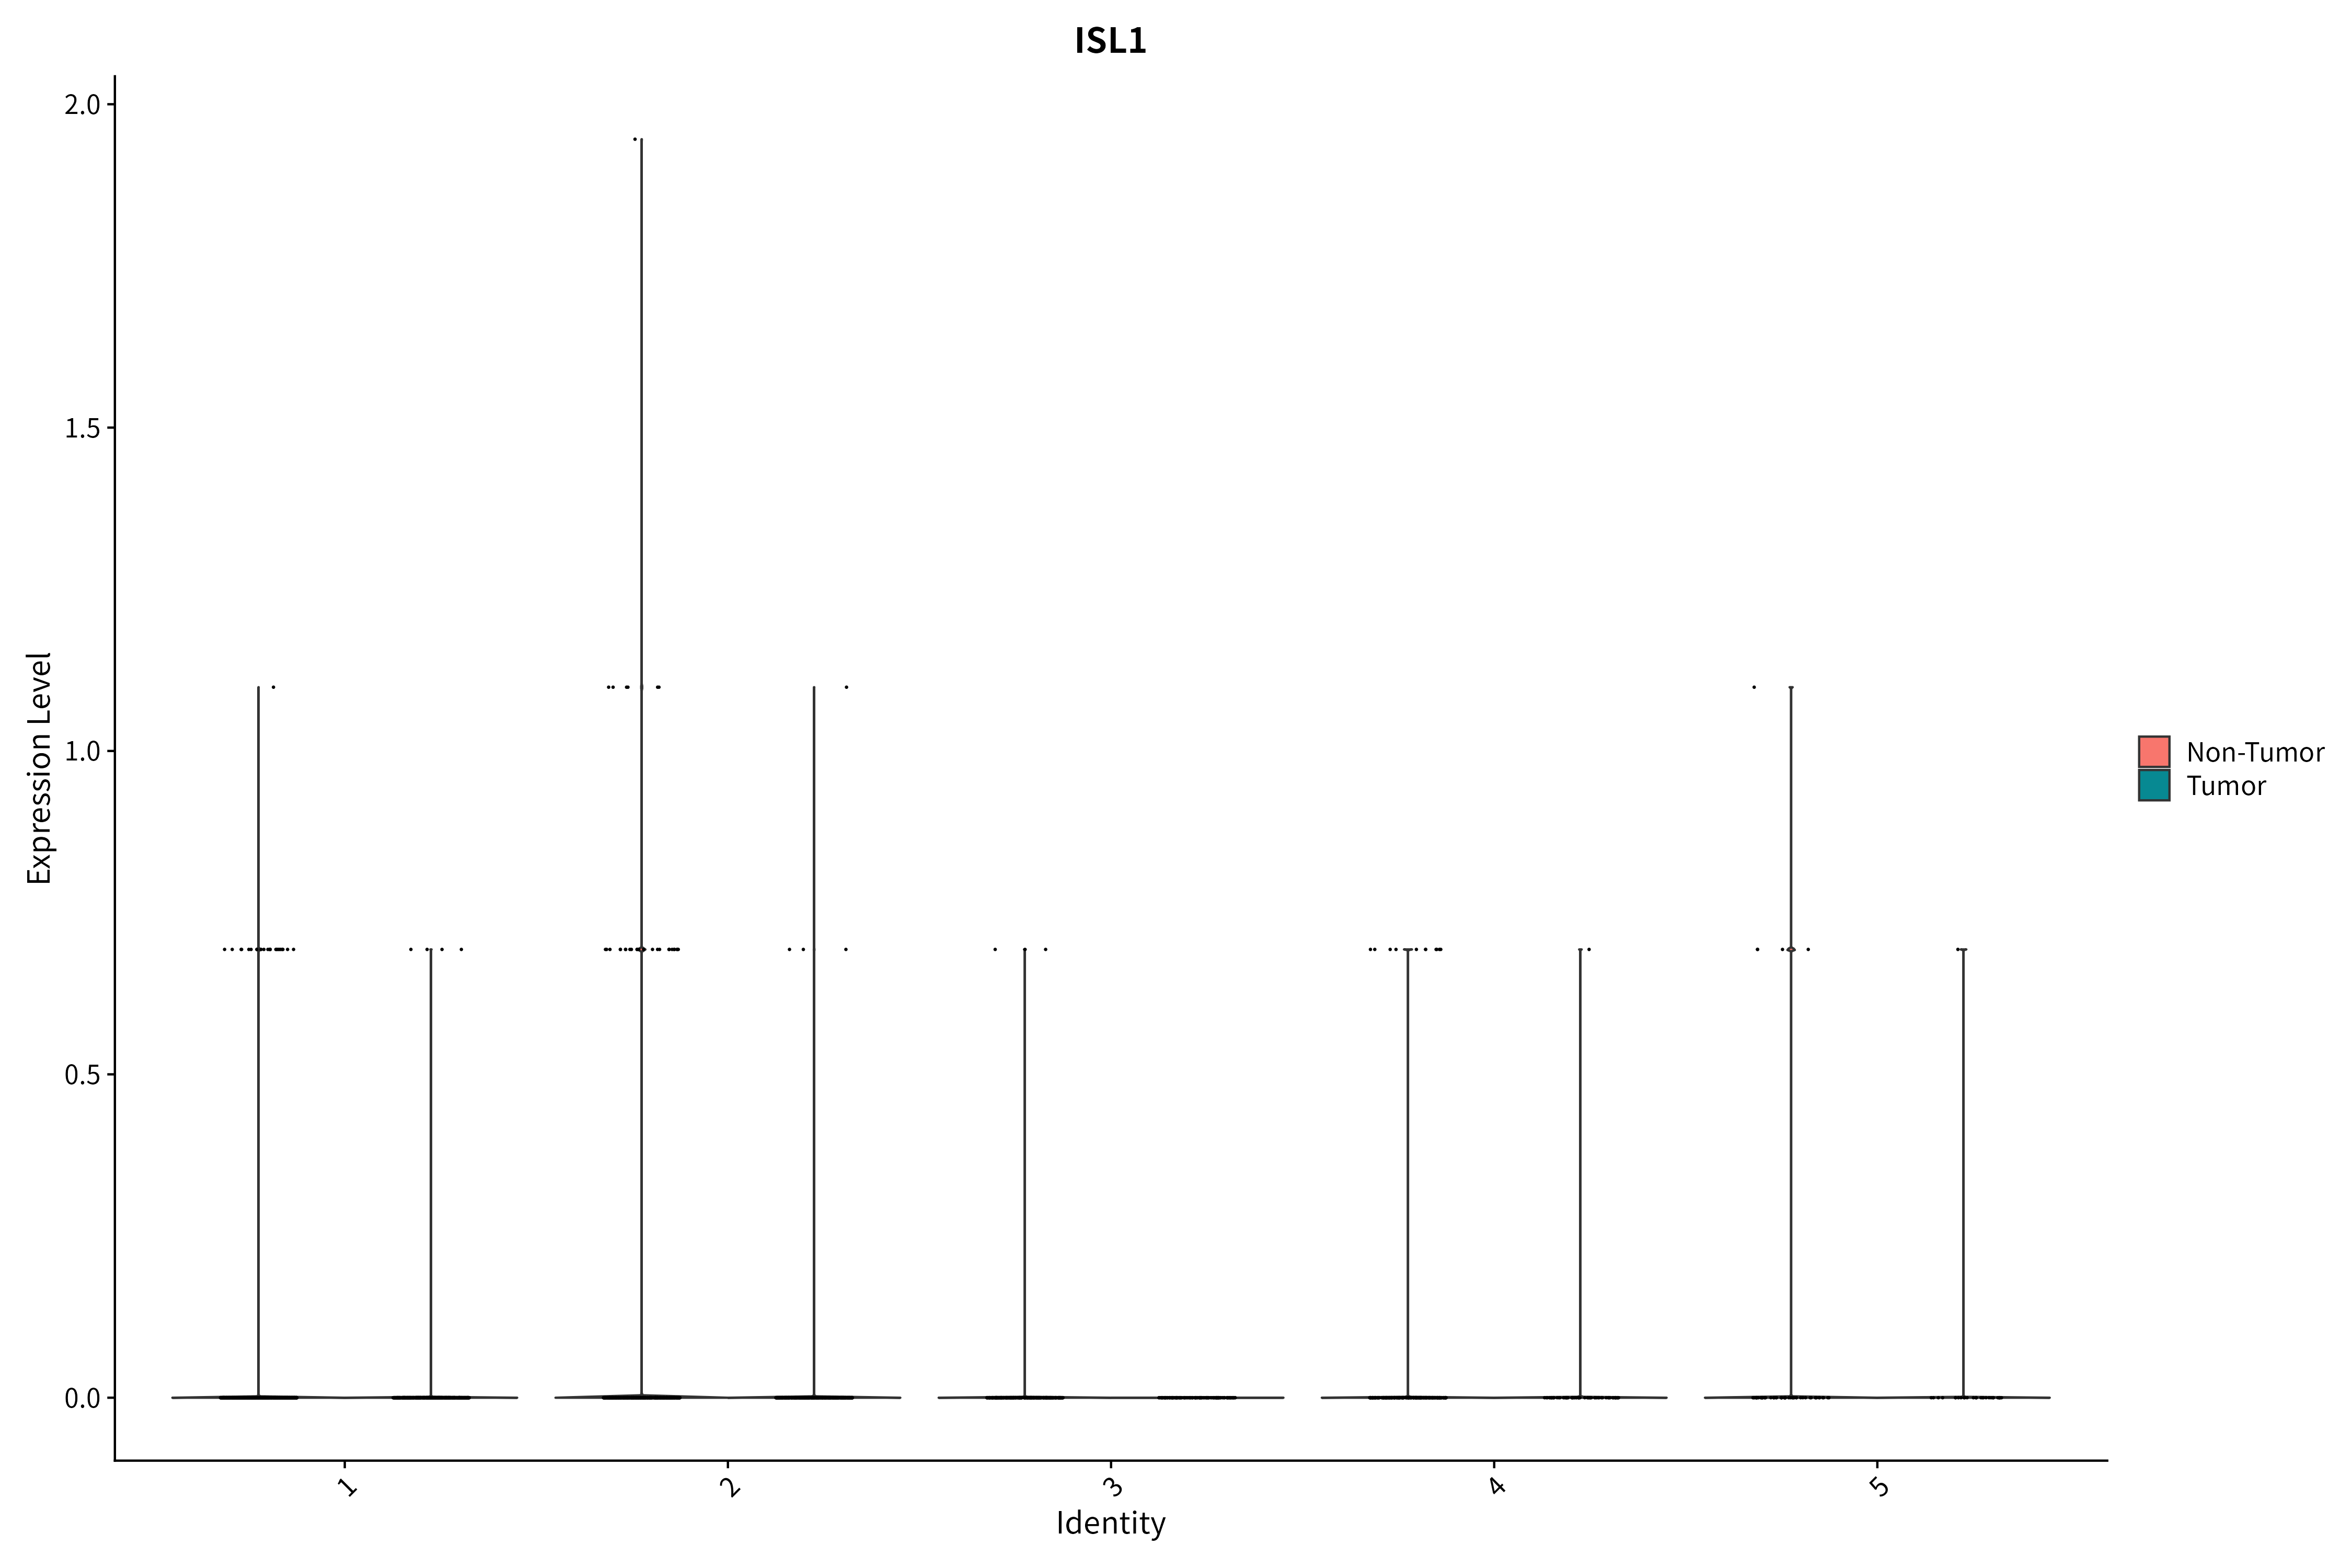 ISL1
2.0
1.5
1.0
0.5
0.0
Expression Level
1
2
3
4
5
Identity
Non-Tumor
Tumor